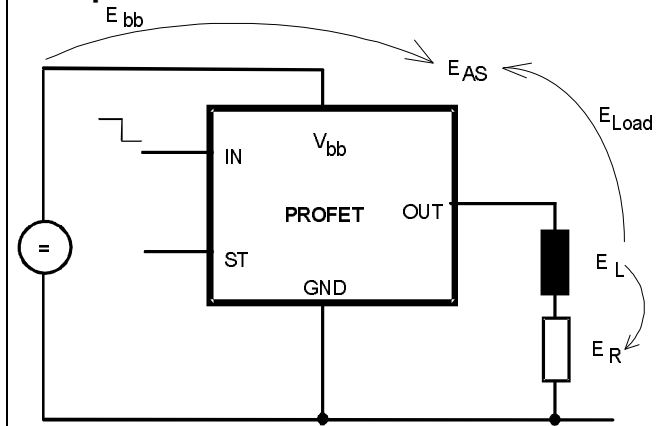 E bb
E AS
E Load
V bb
IN
PROFET
OUT
ST
GND
=
E L
E R